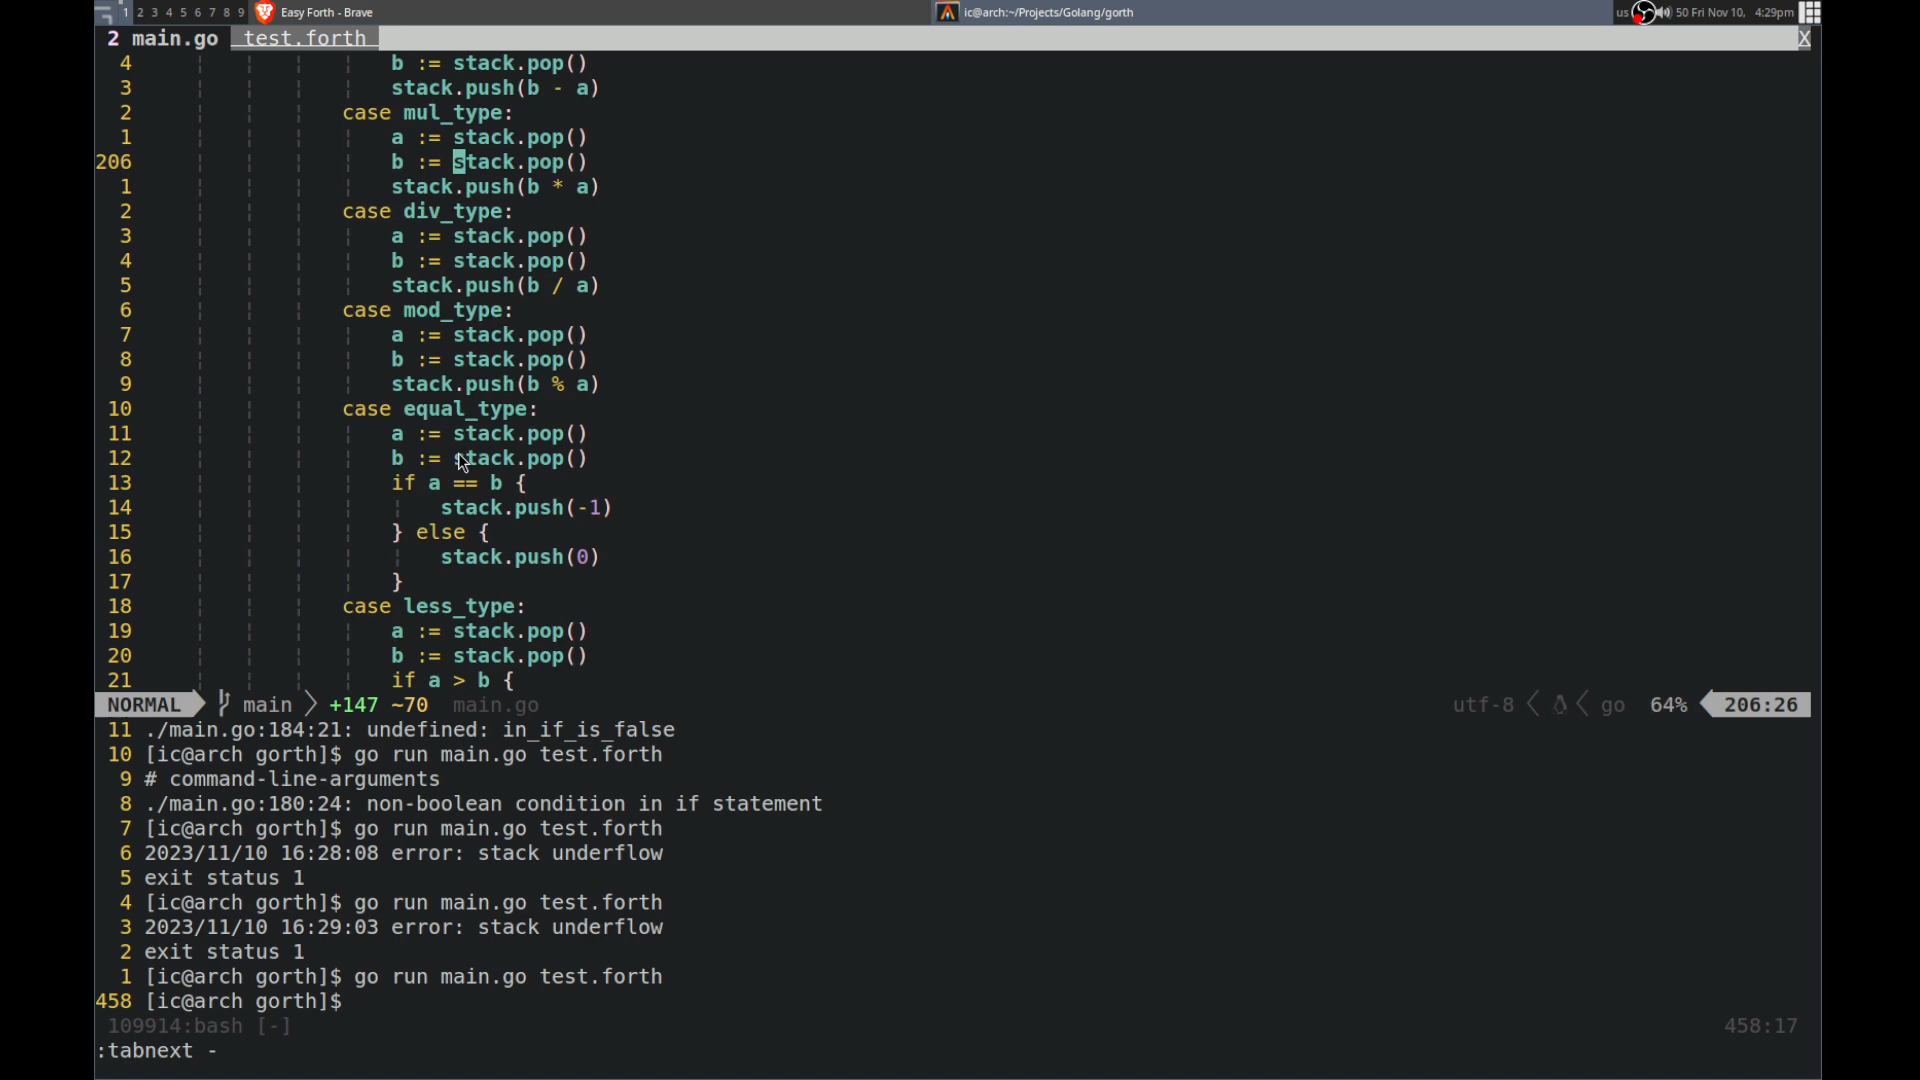 1 2 3 4 5 6 7 8 9 Easy Forth - Brave ic@arch:~/Projects/Golang/gorth us 50 Fri Nov 10, 4:29pm
2 main.go test.forth X
4 b := stack.pop()
3 stack.push(b - a)
2 case mul_type:
1 a := stack.pop()
206 b := stack.pop()
1 stack.push(b * a)
2 case div_type:
3 a := stack.pop()
4 b := stack.pop()
5 stack.push(b / a)
6 case mod_type:
7 a := stack.pop()
8 b := stack.pop()
9 stack.push(b % a)
10 case equal_type:
11 a := stack.pop()
12 b := stack.pop()
13 if a == b {
14 stack.push(-1)
15 } else {
16 stack.push(0)
17 }
18 case less_type:
19 a := stack.pop()
20 b := stack.pop()
21 if a > b {
NORMAL main +147 ~70 main.go utf-8 go 64% 206:26
11 ./main.go:184:21: undefined: in_if_is_false
10 [ic@arch gorth]$ go run main.go test.forth
9 # command-line-arguments
8 ./main.go:180:24: non-boolean condition in if statement
7 [ic@arch gorth]$ go run main.go test.forth
6 2023/11/10 16:28:08 error: stack underflow
5 exit status 1
4 [ic@arch gorth]$ go run main.go test.forth
3 2023/11/10 16:29:03 error: stack underflow
2 exit status 1
1 [ic@arch gorth]$ go run main.go test.forth
458 [ic@arch gorth]$
109914:bash [-] 458:17
:tabnext -